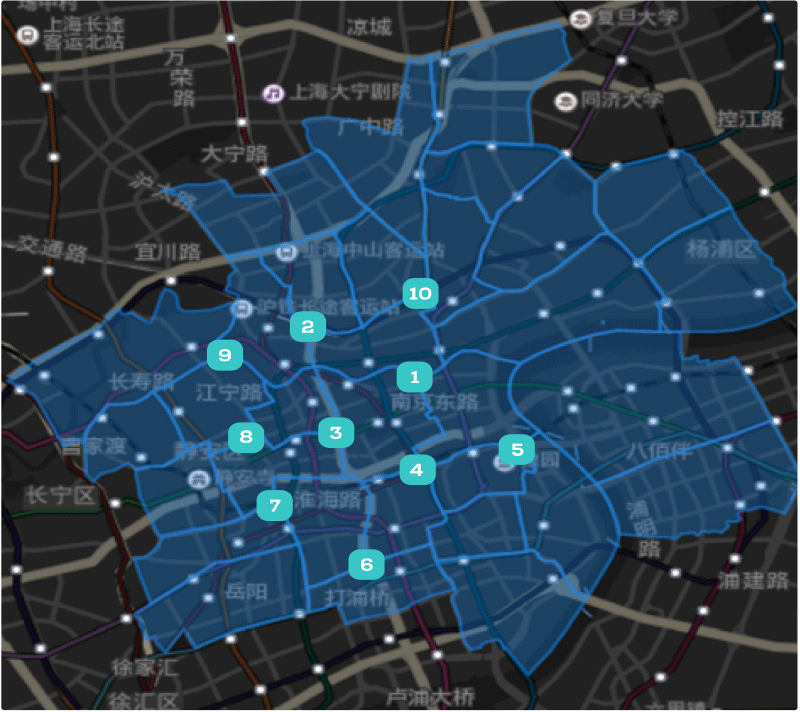 上海长途
客运北站
凉城
复旦大学
万荣路
上海大宁剧院
同济大学
控江路
广中路
大宁路
沪太路
交通路
宜川路
上海中山客运站
杨浦区
10
沪铁长途客运站
2
9
1
长寿路
江宁路
南京东路
3
8
曹家渡
静安区
5
公园
八佰伴
4
静安寺
长宁区
淮海路
7
浦明路
6
岳阳
打浦桥
浦建路
徐家汇
徐汇区
卢浦大桥